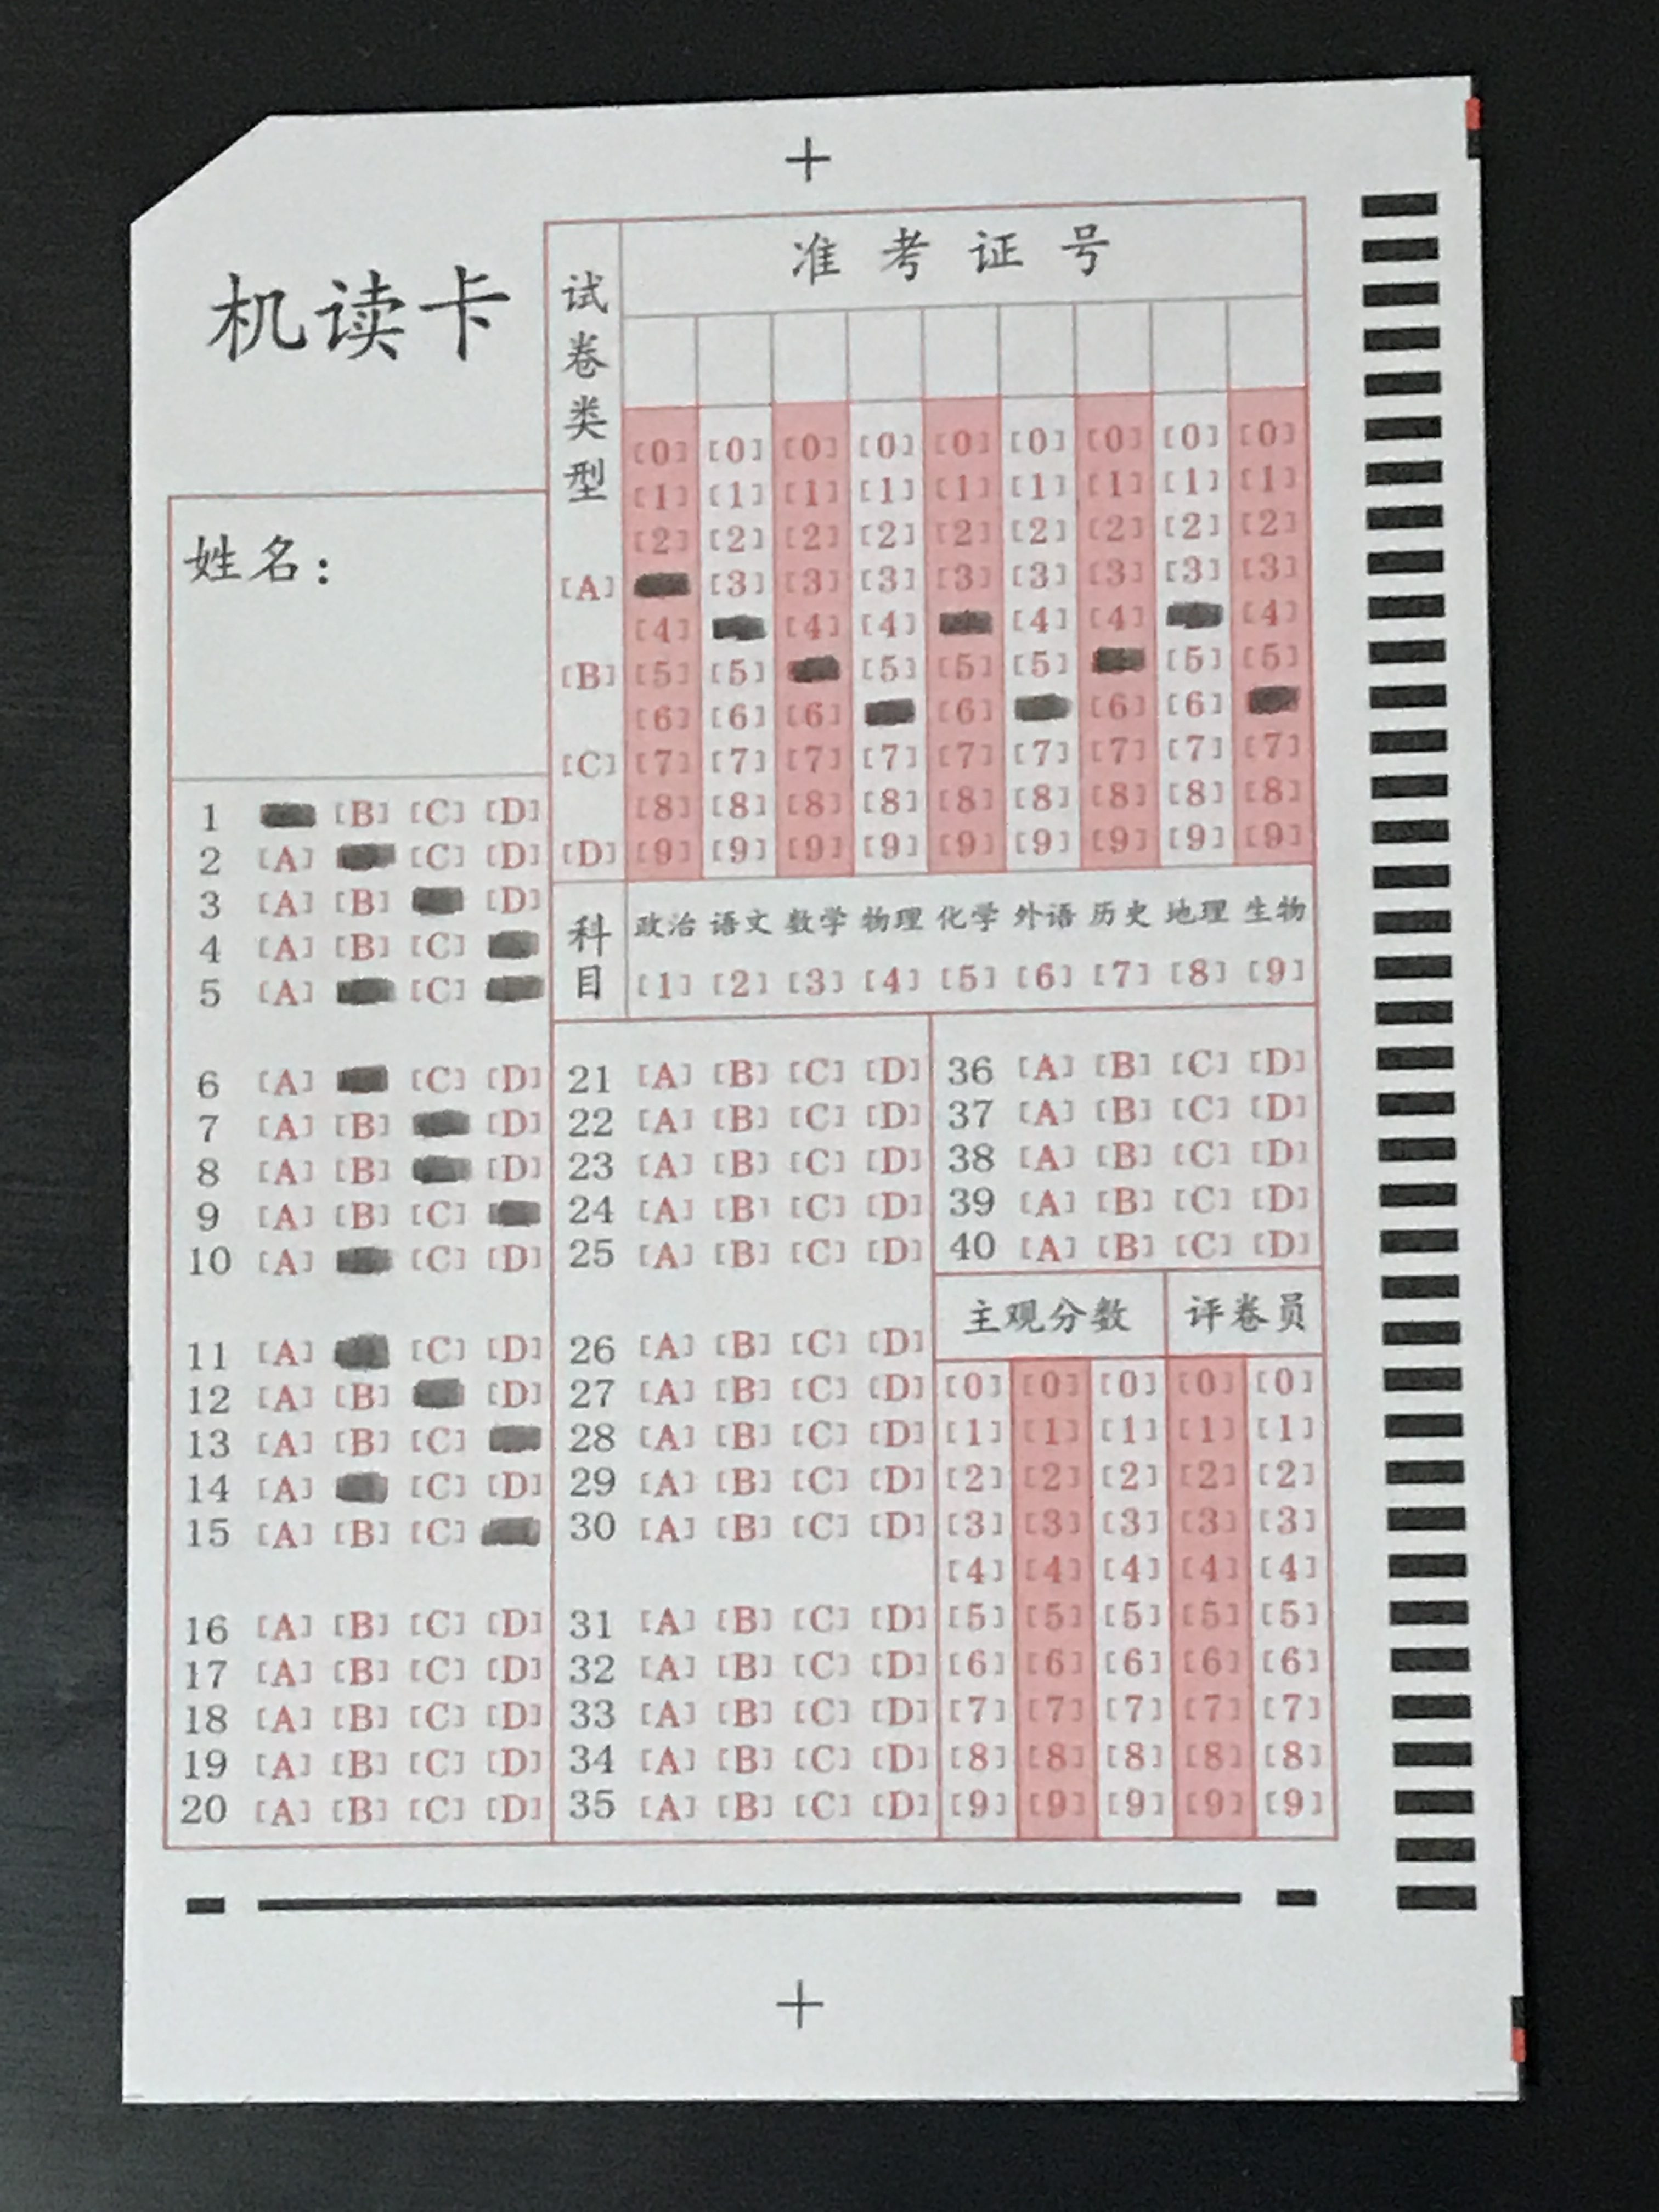 机读卡
试卷类型
准考证号
[0] [0] [0] [0] [0] [0] [0] [0] [0]
[1] [1] [1] [1] [1] [1] [1] [1] [1]
[2] [2] [2] [2] [2] [2] [2] [2] [2]
[A] [3] [3] [3] [3] [3] [3] [3] [3]
[4] [4] [4] [4] [4] [4] [4]
[B] [5] [5] [5] [5] [5] [5] [5]
[6] [6] [6] [6] [6] [6]
[C] [7] [7] [7] [7] [7] [7] [7] [7] [7]
[8] [8] [8] [8] [8] [8] [8] [8] [8]
[D] [9] [9] [9] [9] [9] [9] [9] [9] [9]
科目
政治 语文 数学 物理 化学 外语 历史 地理 生物
[1] [2] [3] [4] [5] [6] [7] [8] [9]
姓名：
1 [B] [C] [D]
2 [A] [C] [D]
3 [A] [B] [D]
4 [A] [B] [C]
5 [A] [C]
6 [A] [C] [D]
7 [A] [B] [D]
8 [A] [B] [D]
9 [A] [B] [C]
10 [A] [C] [D]
11 [A] [C] [D]
12 [A] [B] [D]
13 [A] [B] [C]
14 [A] [C] [D]
15 [A] [B] [C]
16 [A] [B] [C] [D]
17 [A] [B] [C] [D]
18 [A] [B] [C] [D]
19 [A] [B] [C] [D]
20 [A] [B] [C] [D]
21 [A] [B] [C] [D]
22 [A] [B] [C] [D]
23 [A] [B] [C] [D]
24 [A] [B] [C] [D]
25 [A] [B] [C] [D]
26 [A] [B] [C] [D]
27 [A] [B] [C] [D]
28 [A] [B] [C] [D]
29 [A] [B] [C] [D]
30 [A] [B] [C] [D]
31 [A] [B] [C] [D]
32 [A] [B] [C] [D]
33 [A] [B] [C] [D]
34 [A] [B] [C] [D]
35 [A] [B] [C] [D]
36 [A] [B] [C] [D]
37 [A] [B] [C] [D]
38 [A] [B] [C] [D]
39 [A] [B] [C] [D]
40 [A] [B] [C] [D]
主观分数 评卷员
[0] [0] [0] [0] [0]
[1] [1] [1] [1] [1]
[2] [2] [2] [2] [2]
[3] [3] [3] [3] [3]
[4] [4] [4] [4] [4]
[5] [5] [5] [5] [5]
[6] [6] [6] [6] [6]
[7] [7] [7] [7] [7]
[8] [8] [8] [8] [8]
[9] [9] [9] [9] [9]